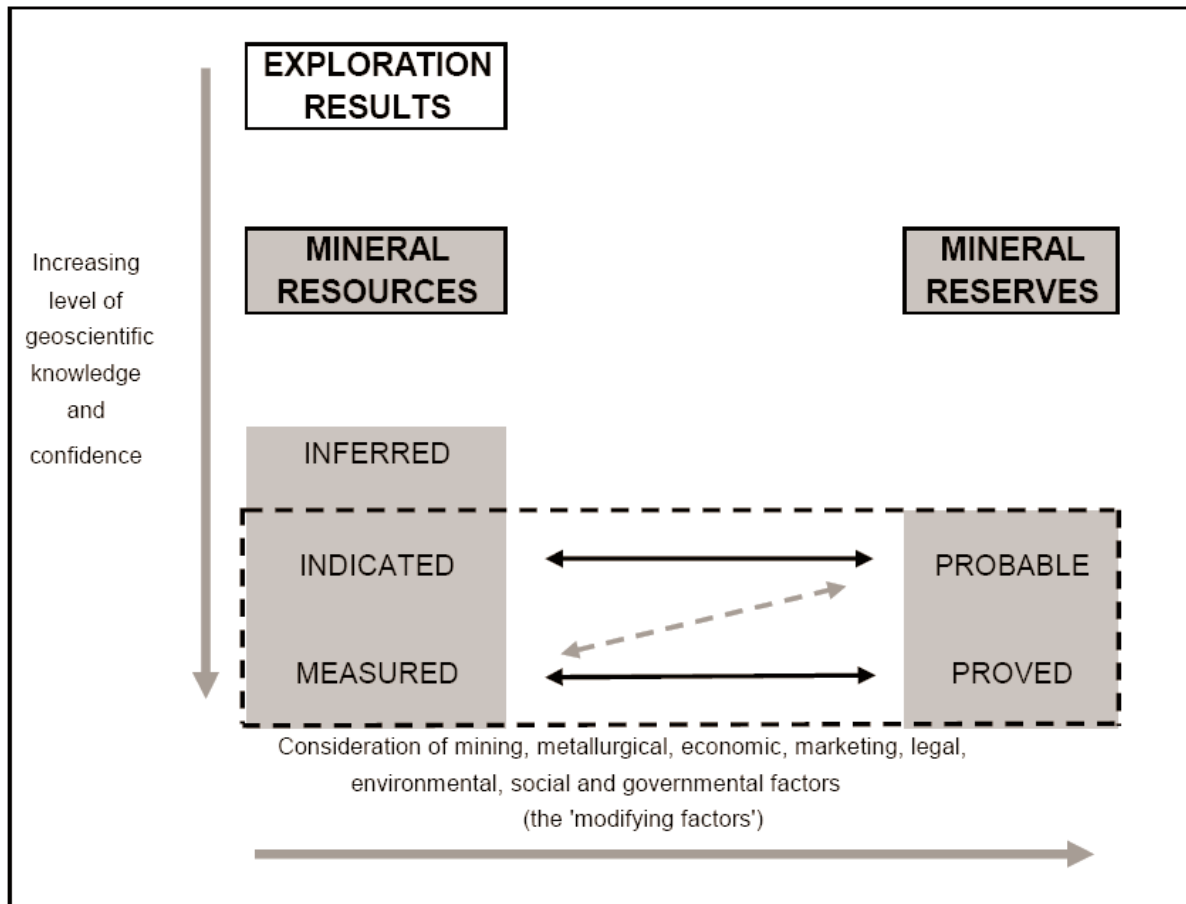 EXPLORATION
RESULTS
MINERAL
RESOURCES
MINERAL
RESERVES
Increasing
level of
geoscientific
knowledge
and
confidence
INFERRED
INDICATED
PROBABLE
MEASURED
PROVED
Consideration of mining, metallurgical, economic, marketing, legal,
environmental, social and governmental factors
(the 'modifying factors')